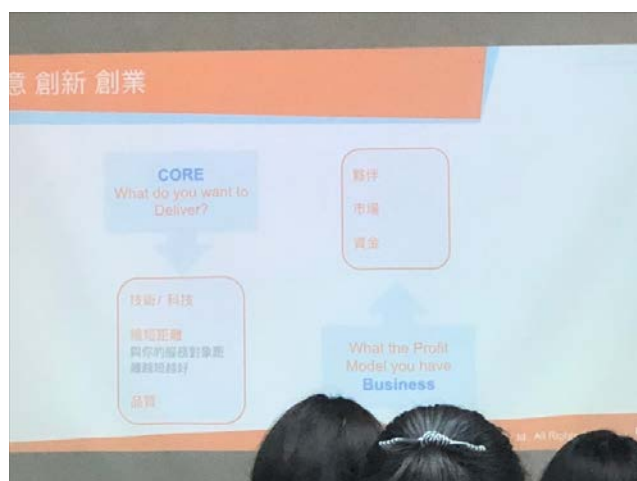 意 創新 創業
CORE
What do you want to
Deliver?
技術/ 科技
縮短距離
與你的服務對象距
離越短越好
品質
夥伴
市場
資金
What the Profit
Model you have
Business
All Right